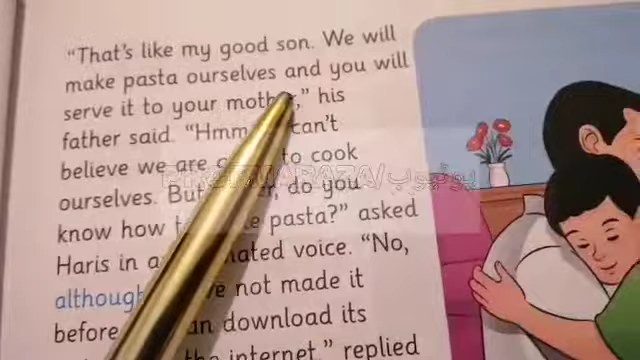 "That's like my good son. We will
make pasta ourselves and you will
serve it to your mother," his
father said. "Hmm can't
believe we are to cook
ourselves. But do you
know how pasta?" asked
Haris in a voice. "No,
although not made it
before download its
the internet," replied